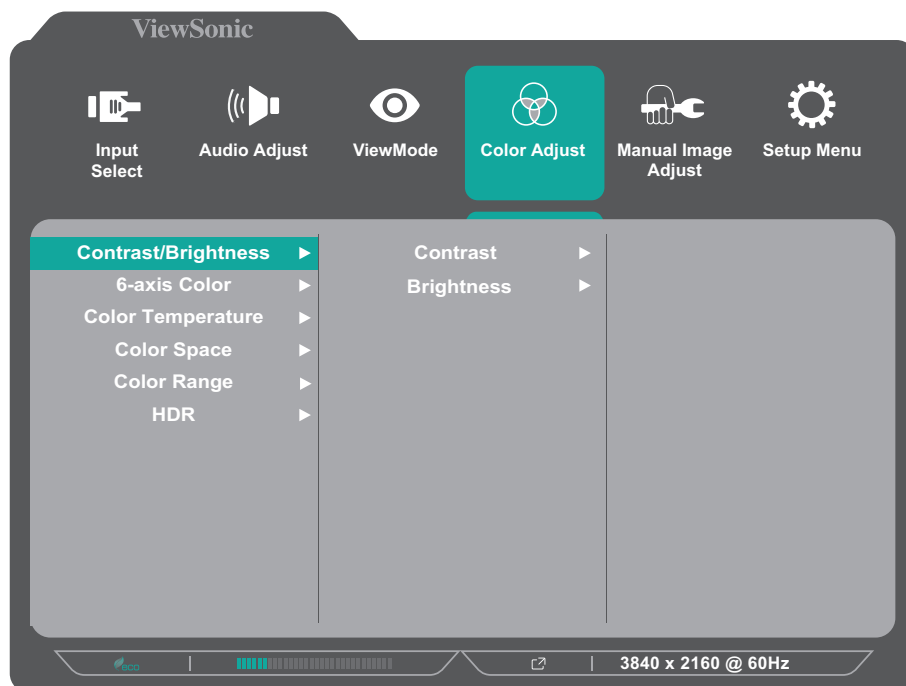 ViewSonic
Input
Select
Audio Adjust
ViewMode
Color Adjust
Manual Image
Adjust
Setup Menu
Contrast/Brightness
6-axis Color
Color Temperature
Color Space
Color Range
HDR
Contrast
Brightness
eco
3840 x 2160 @ 60Hz